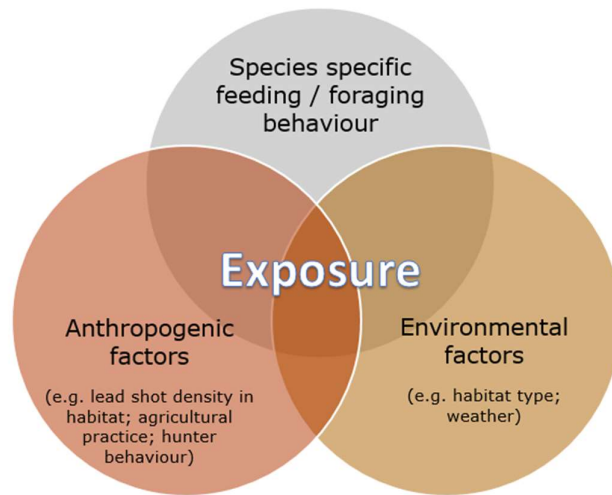 Species specific
feeding / foraging
behaviour
Exposure
Anthropogenic
factors
(e.g. lead shot density in
habitat; agricultural
practice; hunter
behaviour)
Environmental
factors
(e.g. habitat type;
weather)